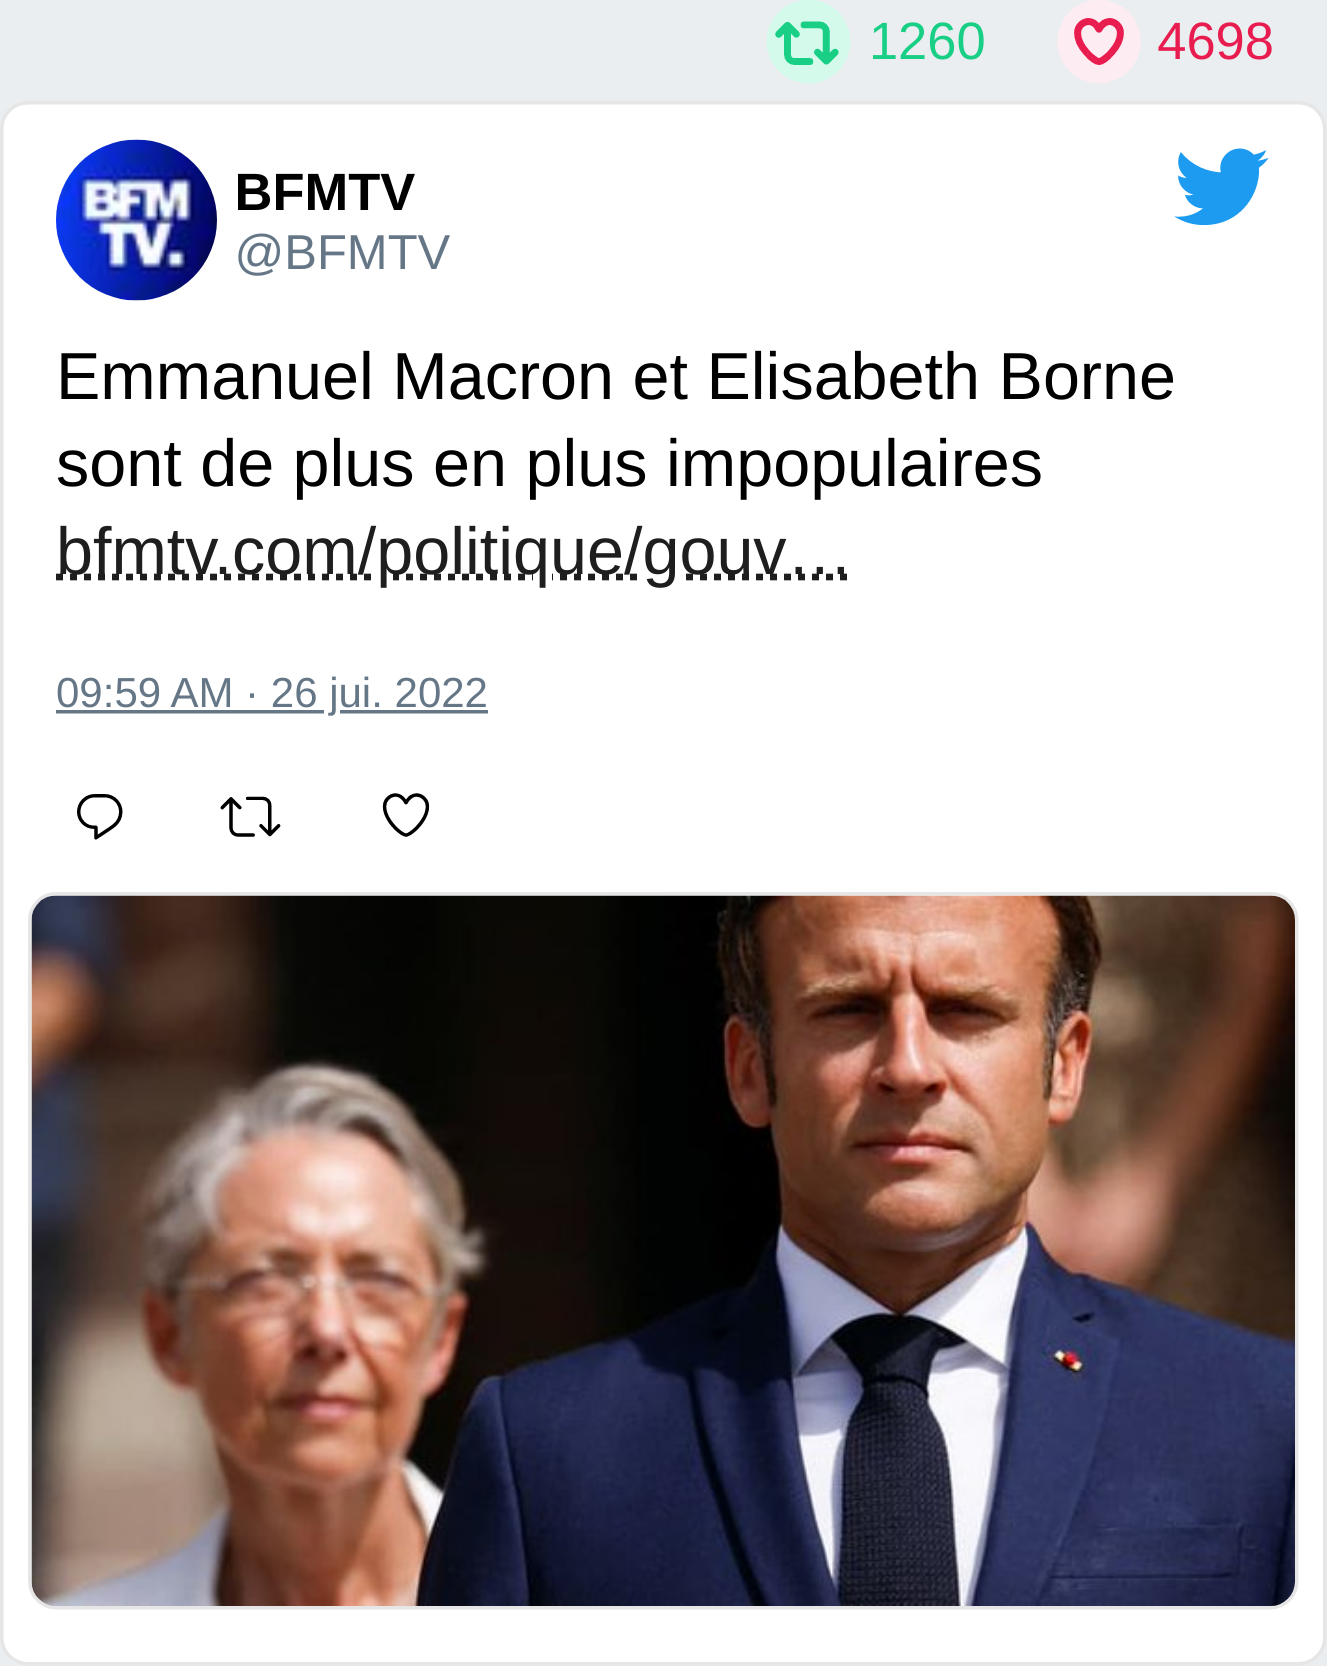 1260 4698
BFM
TV.
BFMTV
@BFMTV
Emmanuel Macron et Elisabeth Borne
sont de plus en plus impopulaires
bfmtv.com/politique/gouv…
09:59 AM · 26 jui. 2022